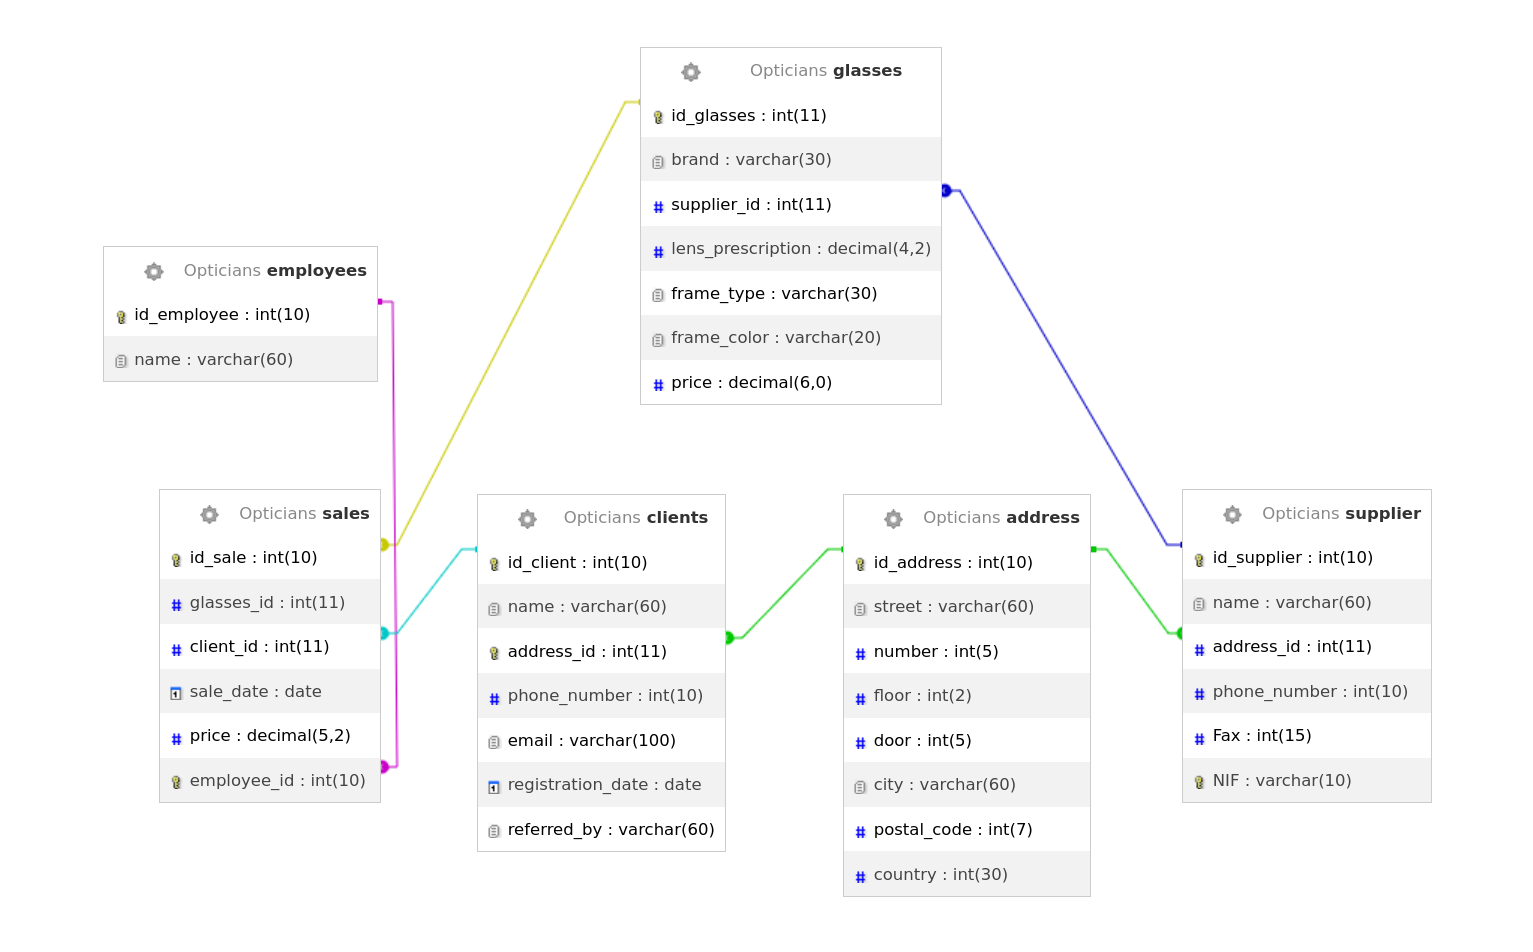 Opticians glasses
id_glasses : int(11)
brand : varchar(30)
supplier_id : int(11)
lens_prescription : decimal(4,2)
frame_type : varchar(30)
frame_color : varchar(20)
price : decimal(6,0)
Opticians employees
id_employee : int(10)
name : varchar(60)
Opticians sales
id_sale : int(10)
glasses_id : int(11)
client_id : int(11)
sale_date : date
price : decimal(5,2)
employee_id : int(10)
Opticians clients
id_client : int(10)
name : varchar(60)
address_id : int(11)
phone_number : int(10)
email : varchar(100)
registration_date : date
referred_by : varchar(60)
Opticians address
id_address : int(10)
street : varchar(60)
number : int(5)
floor : int(2)
door : int(5)
city : varchar(60)
postal_code : int(7)
country : int(30)
Opticians supplier
id_supplier : int(10)
name : varchar(60)
address_id : int(11)
phone_number : int(10)
Fax : int(15)
NIF : varchar(10)